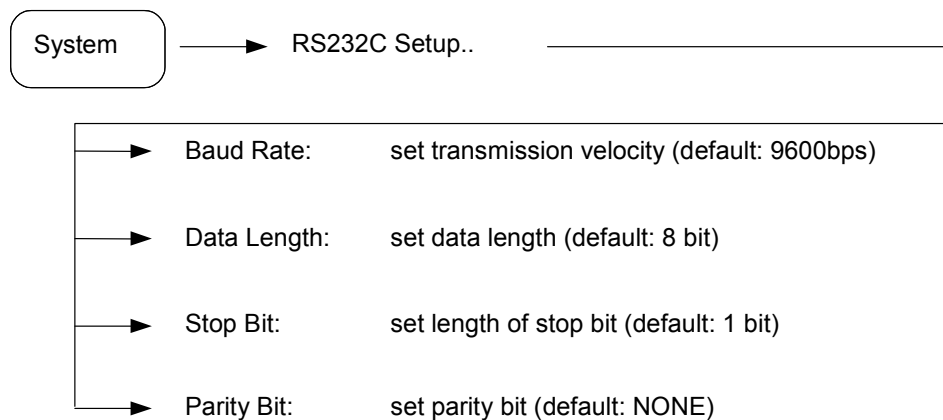 System RS232C Setup..
Baud Rate: set transmission velocity (default: 9600bps)
Data Length: set data length (default: 8 bit)
Stop Bit: set length of stop bit (default: 1 bit)
Parity Bit: set parity bit (default: NONE)